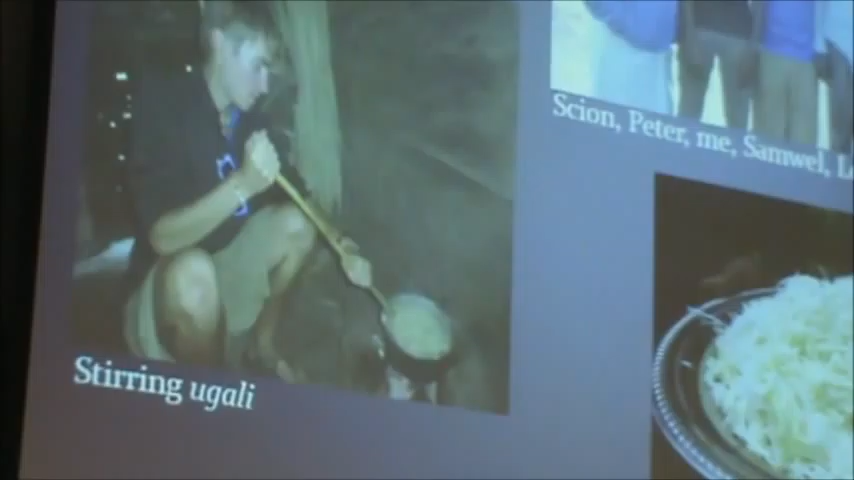 Scion, Peter, me, Samwel,
Stirring ugali